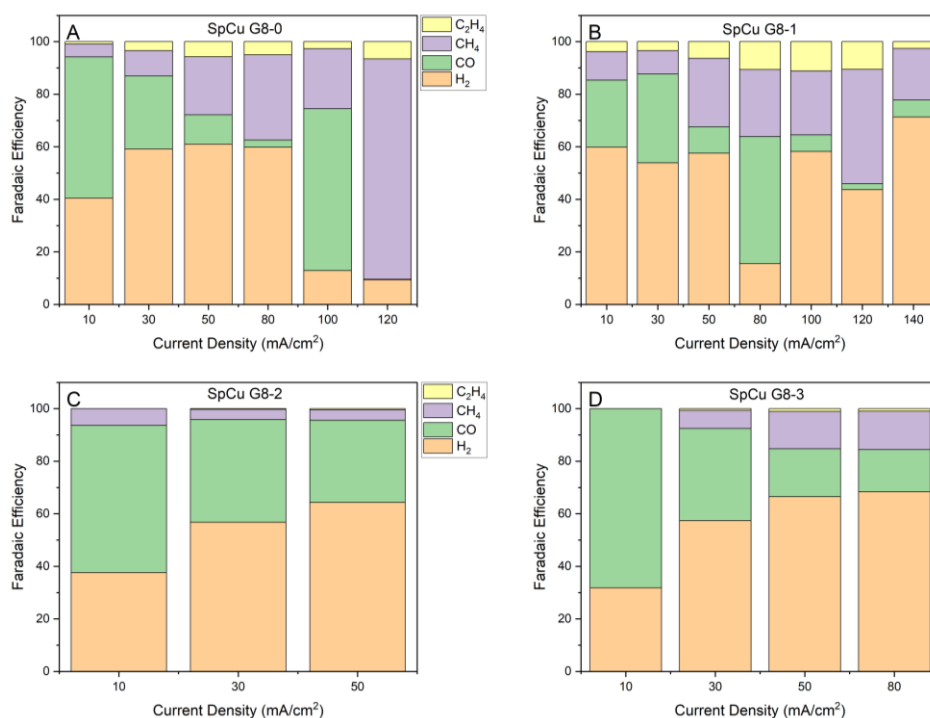 A
SpCu G8-0
C₂H₄
CH₄
CO
H₂
100
80
60
40
20
0
Faradaic Efficiency
10 30 50 80 100 120
Current Density (mA/cm²)
B
SpCu G8-1
100
80
60
40
20
0
Faradaic Efficiency
10 30 50 80 100 120 140
Current Density (mA/cm²)
C
SpCu G8-2
C₂H₄
CH₄
CO
H₂
100
80
60
40
20
0
Faradaic Efficiency
10 30 50
Current Density (mA/cm²)
D
SpCu G8-3
100
80
60
40
20
0
Faradaic Efficiency
10 30 50 80
Current Density (mA/cm²)